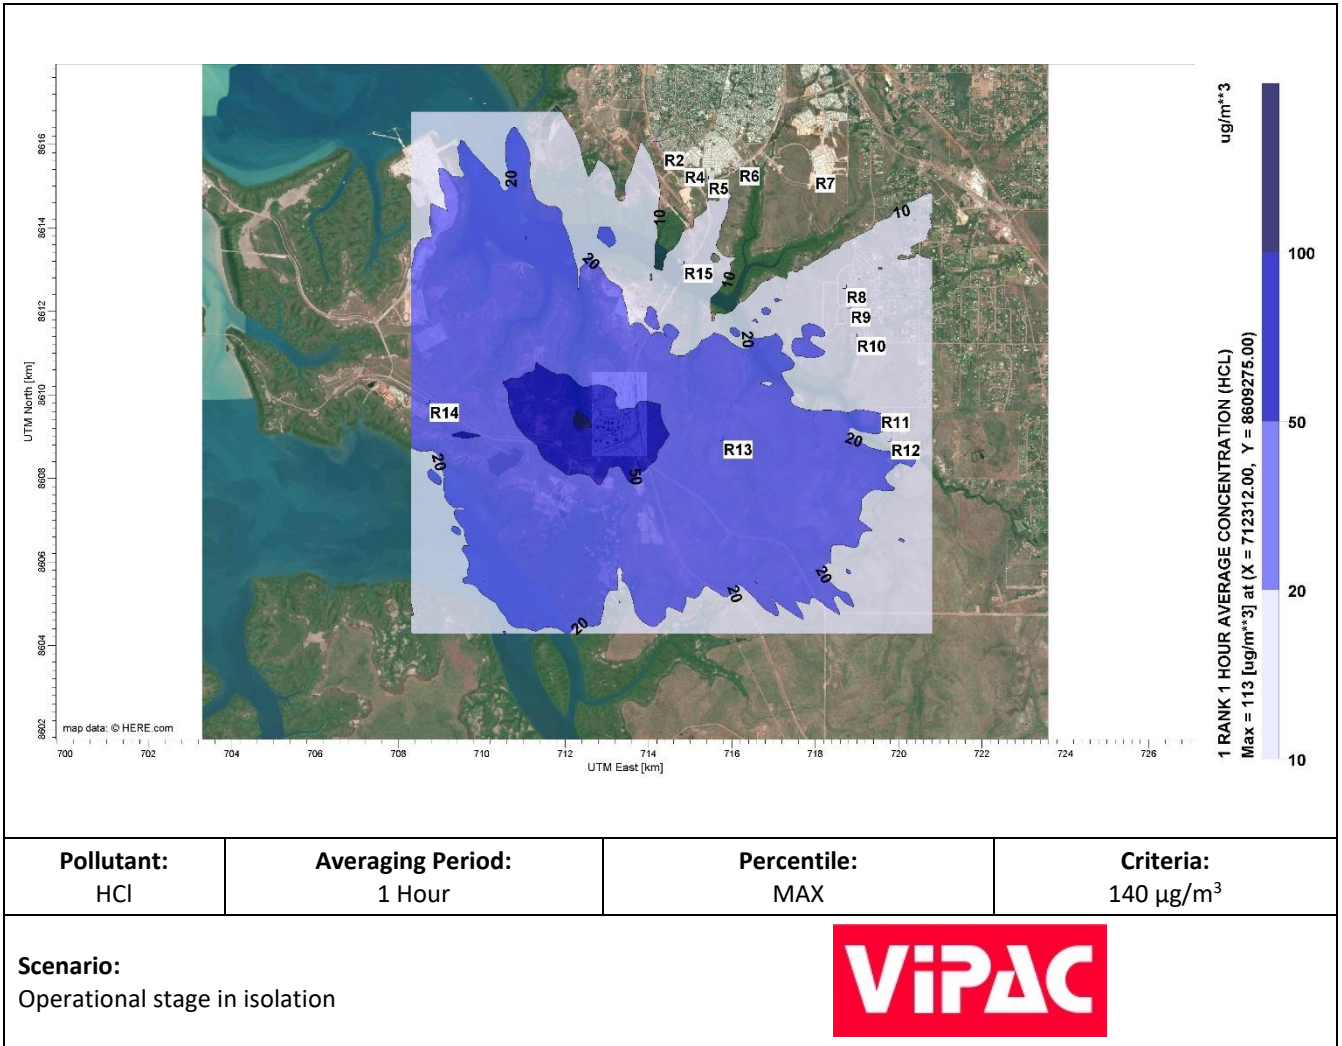 ug/m**3
1 RANK 1 HOUR AVERAGE CONCENTRATION (HCL)
Max = 113 [ug/m**3] at (X = 712312.00, Y = 8609275.00)
100
50
20
10
UTM North [km]
8616
8614
8612
8610
8608
8606
8604
8602
R2
R4
R5
R6
R7
20
10
10
20
R15
10
R8
R9
20
R10
R14
R11
20
R13
R12
20
50
20
20
20
map data: © HERE.com
700 702 704 706 708 710 712 714 716 718 720 722 724 726
UTM East [km]
Pollutant:
HCl
Averaging Period:
1 Hour
Percentile:
MAX
Criteria:
140 µg/m³
Scenario:
Operational stage in isolation
ViPAC